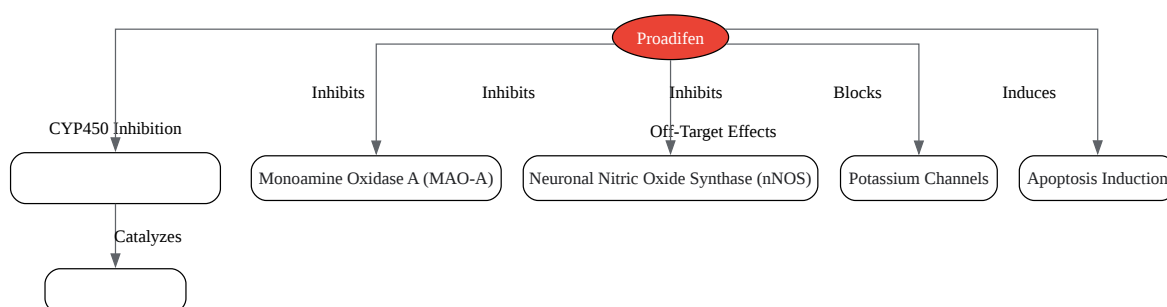 Proadifen
Inhibits
Inhibits
Inhibits
Blocks
Induces
CYP450 Inhibition
Off-Target Effects
Monoamine Oxidase A (MAO-A)
Neuronal Nitric Oxide Synthase (nNOS)
Potassium Channels
Apoptosis Induction
Catalyzes